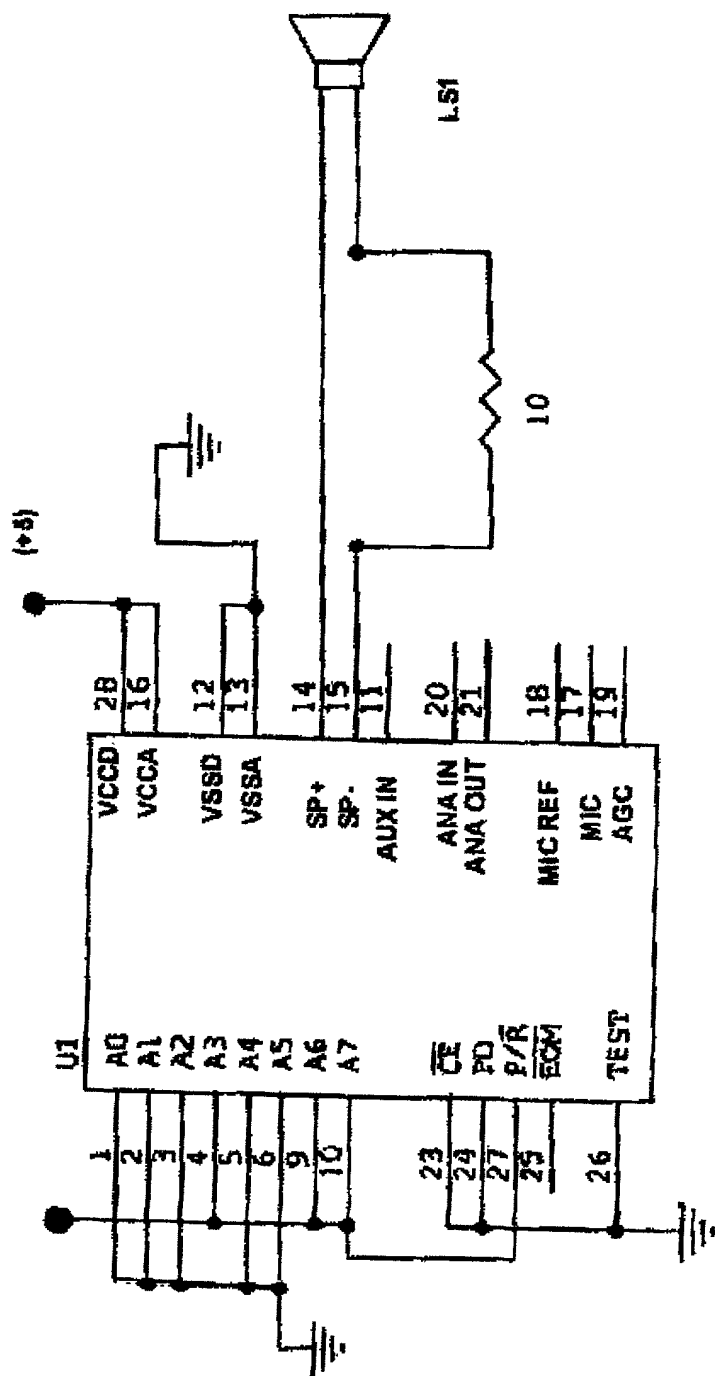 U1
1 A0
2 A1
3 A2
4 A3
5 A4
6 A5
9 A6
10 A7
23 C̅E̅
24 PD
27 P/R̅
25 E̅O̅M̅
26 TEST
VCCD 28
VCCA 16
VSSD 12
VSSA 13
SP+ 14
SP- 15
AUX IN 11
ANA IN 20
ANA OUT 21
MIC REF 18
MIC 17
AGC 19
(+5)
10
LS1